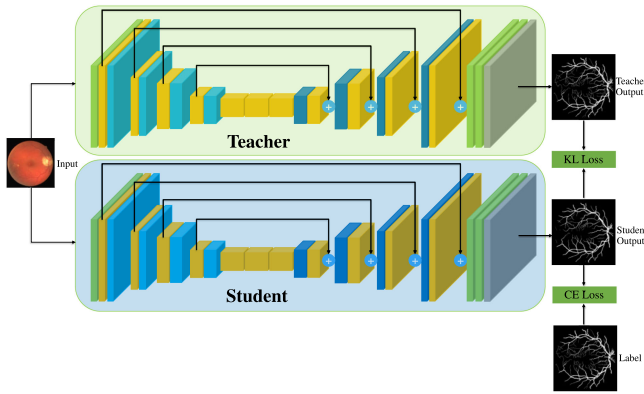 Teache
Output
Teacher
KL Loss
Input
Studen
Output
Student
CE Loss
Label